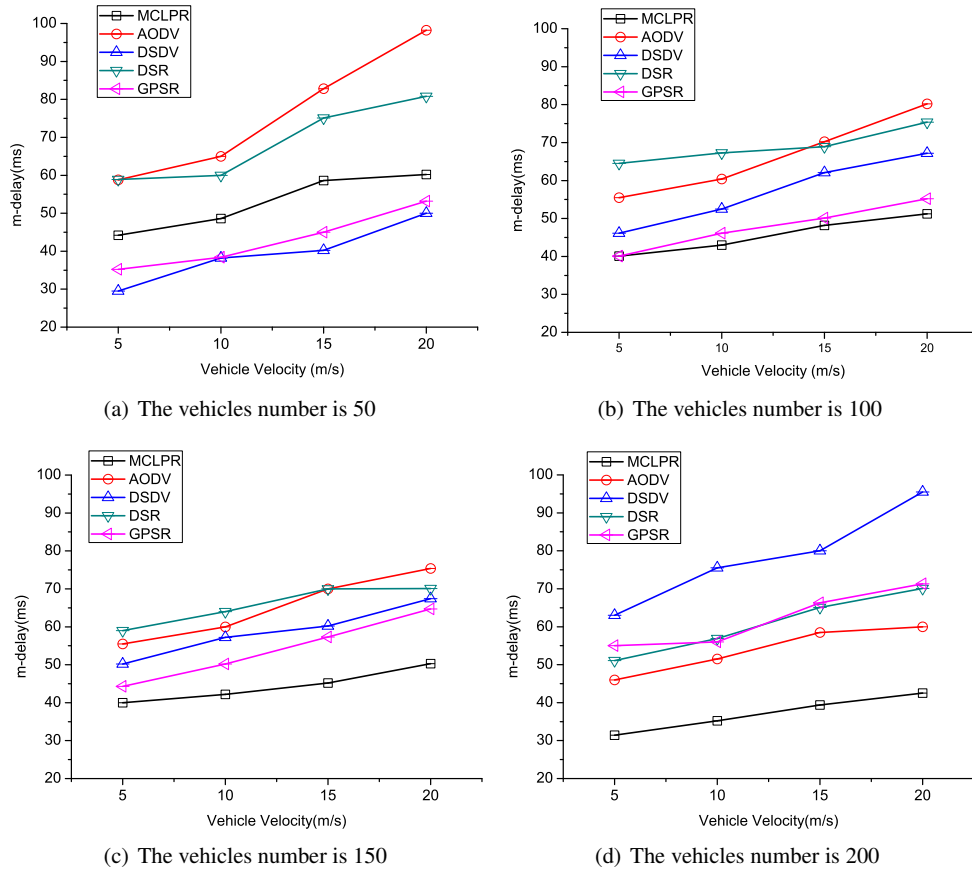 MCLPR
AODV
DSDV
DSR
GPSR
100
90
80
70
60
50
40
30
20
m-delay(ms)
5 10 15 20
Vehicle Velocity (m/s)
(a) The vehicles number is 50
MCLPR
AODV
DSDV
DSR
GPSR
100
90
80
70
60
50
40
30
20
m-delay(ms)
5 10 15 20
Vehicle Velocity (m/s)
(b) The vehicles number is 100
MCLPR
AODV
DSDV
DSR
GPSR
100
90
80
70
60
50
40
30
20
m-delay(ms)
5 10 15 20
Vehicle Velocity(m/s)
(c) The vehicles number is 150
MCLPR
AODV
DSDV
DSR
GPSR
100
90
80
70
60
50
40
30
20
m-delay(ms)
5 10 15 20
Vehicle Velocity(m/s)
(d) The vehicles number is 200